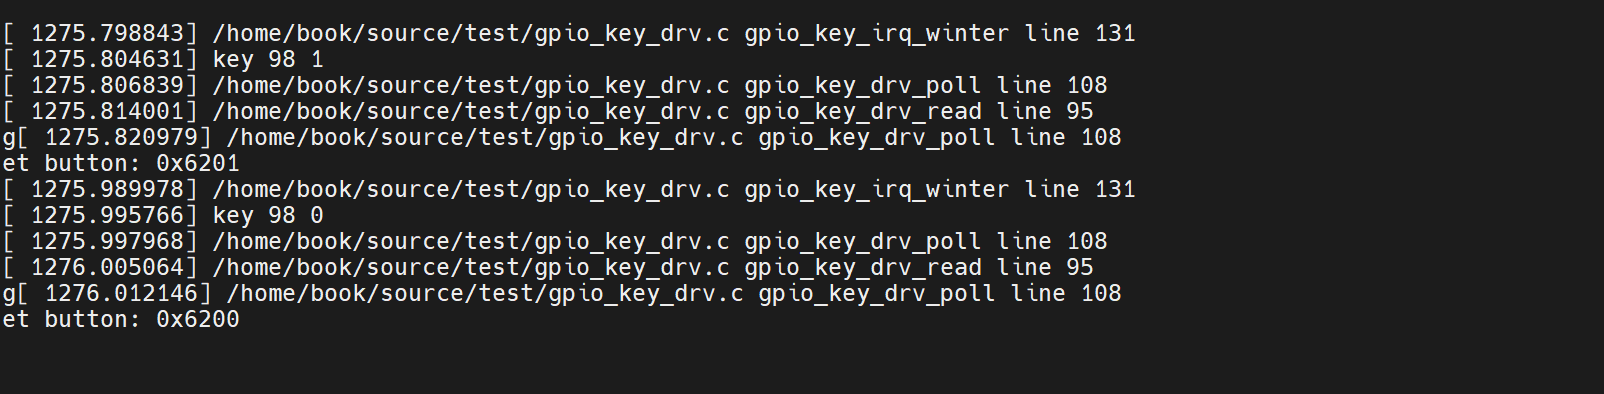 [ 1275.798843] /home/book/source/test/gpio_key_drv.c gpio_key_irq_winter line 131
[ 1275.804631] key 98 1
[ 1275.806839] /home/book/source/test/gpio_key_drv.c gpio_key_drv_poll line 108
[ 1275.814001] /home/book/source/test/gpio_key_drv.c gpio_key_drv_read line 95
g[ 1275.820979] /home/book/source/test/gpio_key_drv.c gpio_key_drv_poll line 108
et button: 0x6201
[ 1275.989978] /home/book/source/test/gpio_key_drv.c gpio_key_irq_winter line 131
[ 1275.995766] key 98 0
[ 1275.997968] /home/book/source/test/gpio_key_drv.c gpio_key_drv_poll line 108
[ 1276.005064] /home/book/source/test/gpio_key_drv.c gpio_key_drv_read line 95
g[ 1276.012146] /home/book/source/test/gpio_key_drv.c gpio_key_drv_poll line 108
et button: 0x6200